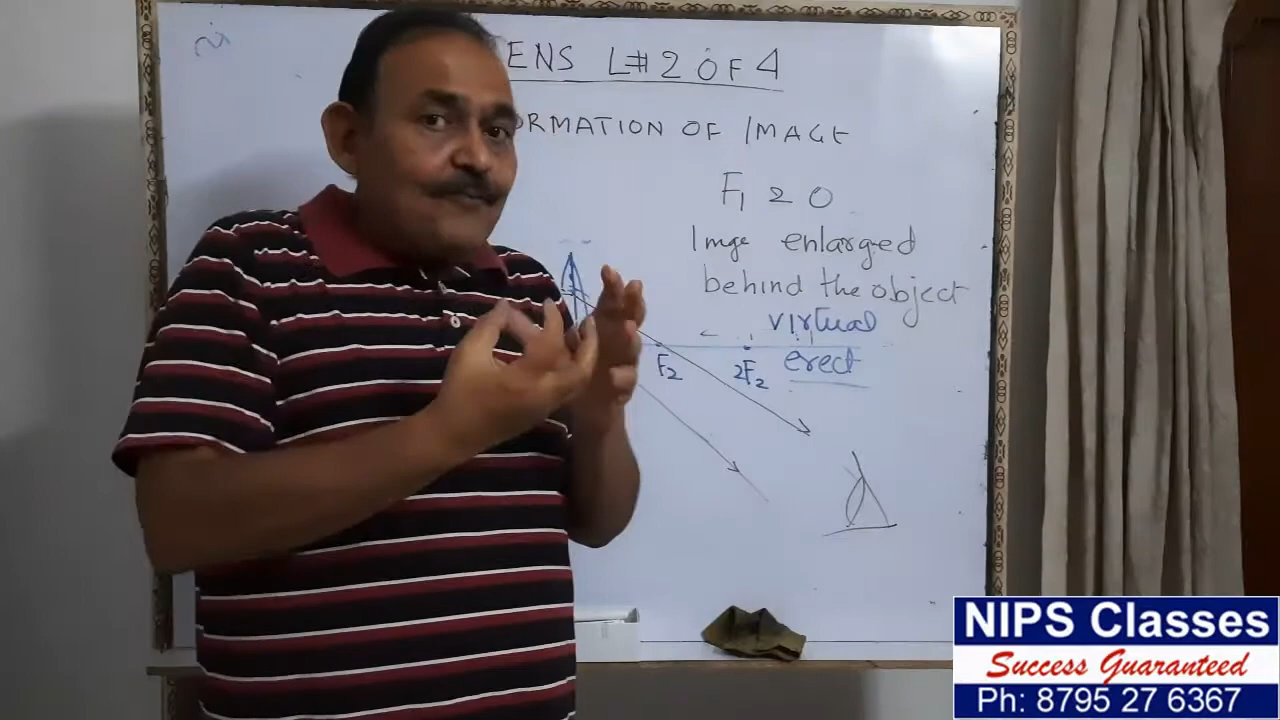 ENS L#2 OF 4
ORMATION OF IMAGE
F1 2 O
Imge enlarged
behind the object
virtual
erect
F2
2F2
NIPS Classes
Success Guaranteed
Ph: 8795 27 6367